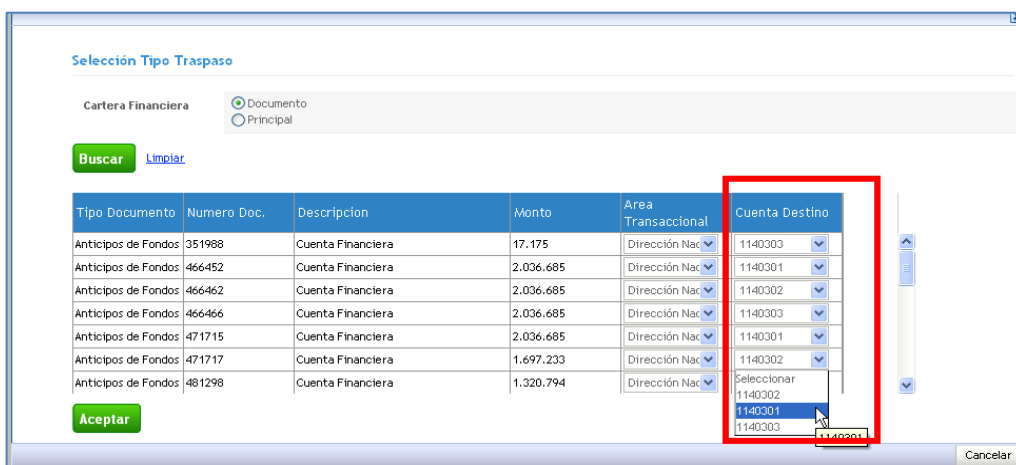 Selección Tipo Traspaso
Cartera Financiera
Documento
Principal
Buscar Limpiar
Tipo Documento Numero Doc. Descripcion Monto Area Transaccional Cuenta Destino
Anticipos de Fondos 351988 Cuenta Financiera 17.175 Dirección Nac 1140303
Anticipos de Fondos 466452 Cuenta Financiera 2.036.685 Dirección Nac 1140301
Anticipos de Fondos 466462 Cuenta Financiera 2.036.685 Dirección Nac 1140302
Anticipos de Fondos 466466 Cuenta Financiera 2.036.685 Dirección Nac 1140303
Anticipos de Fondos 471715 Cuenta Financiera 2.036.685 Dirección Nac 1140301
Anticipos de Fondos 471717 Cuenta Financiera 1.697.233 Dirección Nac 1140302
Anticipos de Fondos 481298 Cuenta Financiera 1.320.794 Dirección Nac
Seleccionar
1140302
1140301
1140303
1140301
Aceptar
Cancelar